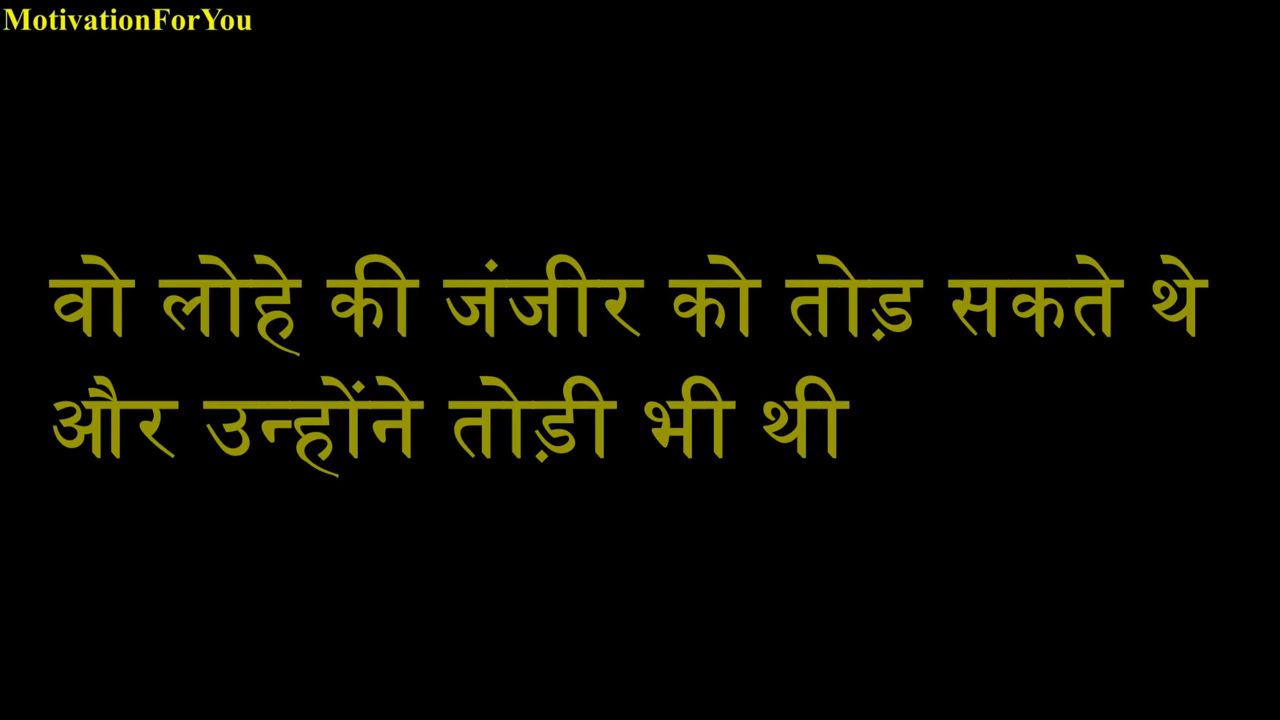 MotivationForYou
वो लोहे की जंजीर को तोड़ सकते थे
और उन्होंने तोड़ी भी थी